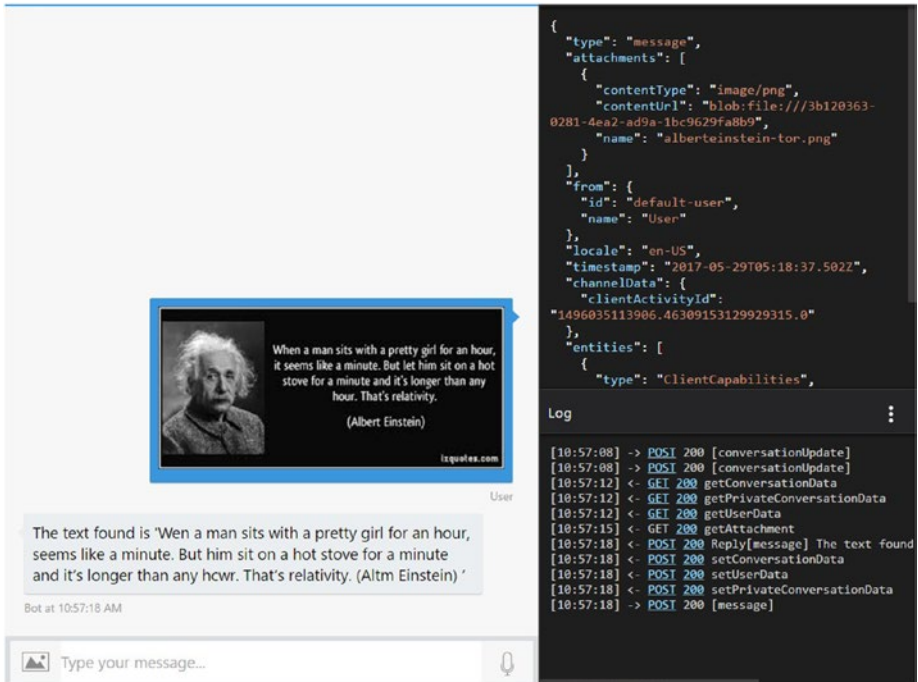 When a man sits with a pretty girl for an hour,
it seems like a minute. But let him sit on a hot
stove for a minute and it's longer than any
hour. That's relativity.
(Albert Einstein)
izquotes.com
User
The text found is 'Wen a man sits with a pretty girl for an hour,
seems like a minute. But him sit on a hot stove for a minute
and it's longer than any hcwr. That's relativity. (Altm Einstein) '
Bot at 10:57:18 AM
Type your message...
{
"type": "message",
"attachments": [
{
"contentType": "image/png",
"contentUrl": "blob:file:///3b120363-
0281-4ea2-ad9a-1bc9629fa8b9",
"name": "alberteinstein-tor.png"
}
],
"from": {
"id": "default-user",
"name": "User"
},
"locale": "en-US",
"timestamp": "2017-05-29T05:18:37.502Z",
"channelData": {
"clientActivityId":
"1496035113906.46309153129929315.0"
},
"entities": [
{
"type": "ClientCapabilities",
Log
[10:57:08] -> POST 200 [conversationUpdate]
[10:57:08] -> POST 200 [conversationUpdate]
[10:57:12] <- GET 200 getConversationData
[10:57:12] <- GET 200 getPrivateConversationData
[10:57:12] <- GET 200 getUserData
[10:57:15] <- GET 200 getAttachment
[10:57:18] <- POST 200 Reply[message] The text found
[10:57:18] <- POST 200 setConversationData
[10:57:18] <- POST 200 setUserData
[10:57:18] <- POST 200 setPrivateConversationData
[10:57:18] -> POST 200 [message]